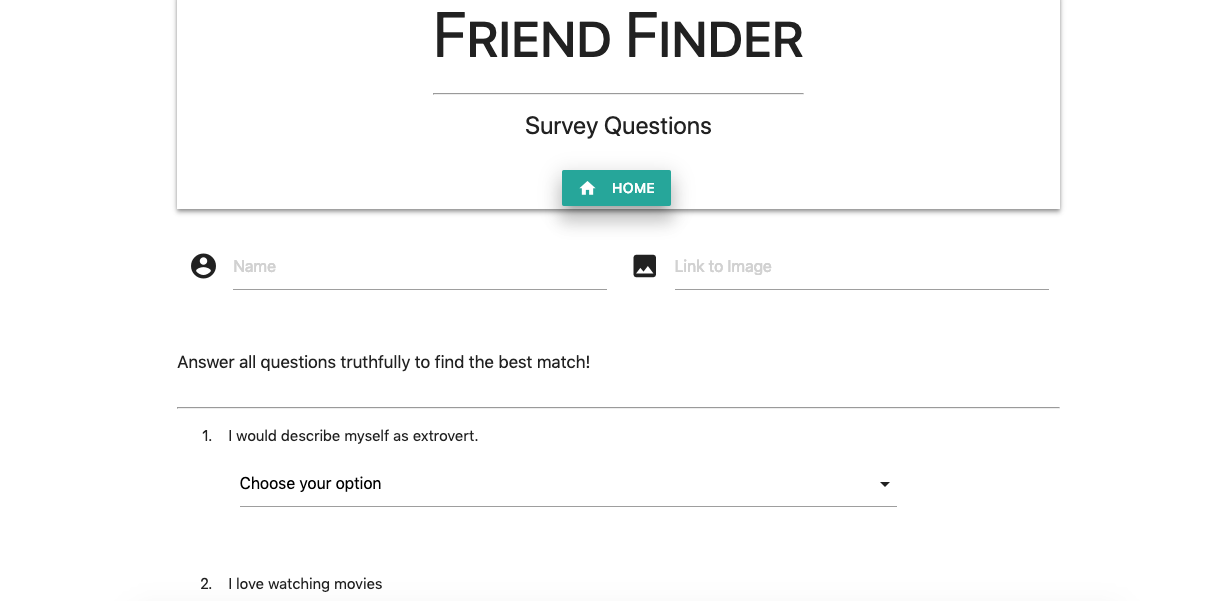 FRIEND FINDER
Survey Questions
HOME
Name
Link to Image
Answer all questions truthfully to find the best match!
1. I would describe myself as extrovert.
Choose your option
2. I love watching movies